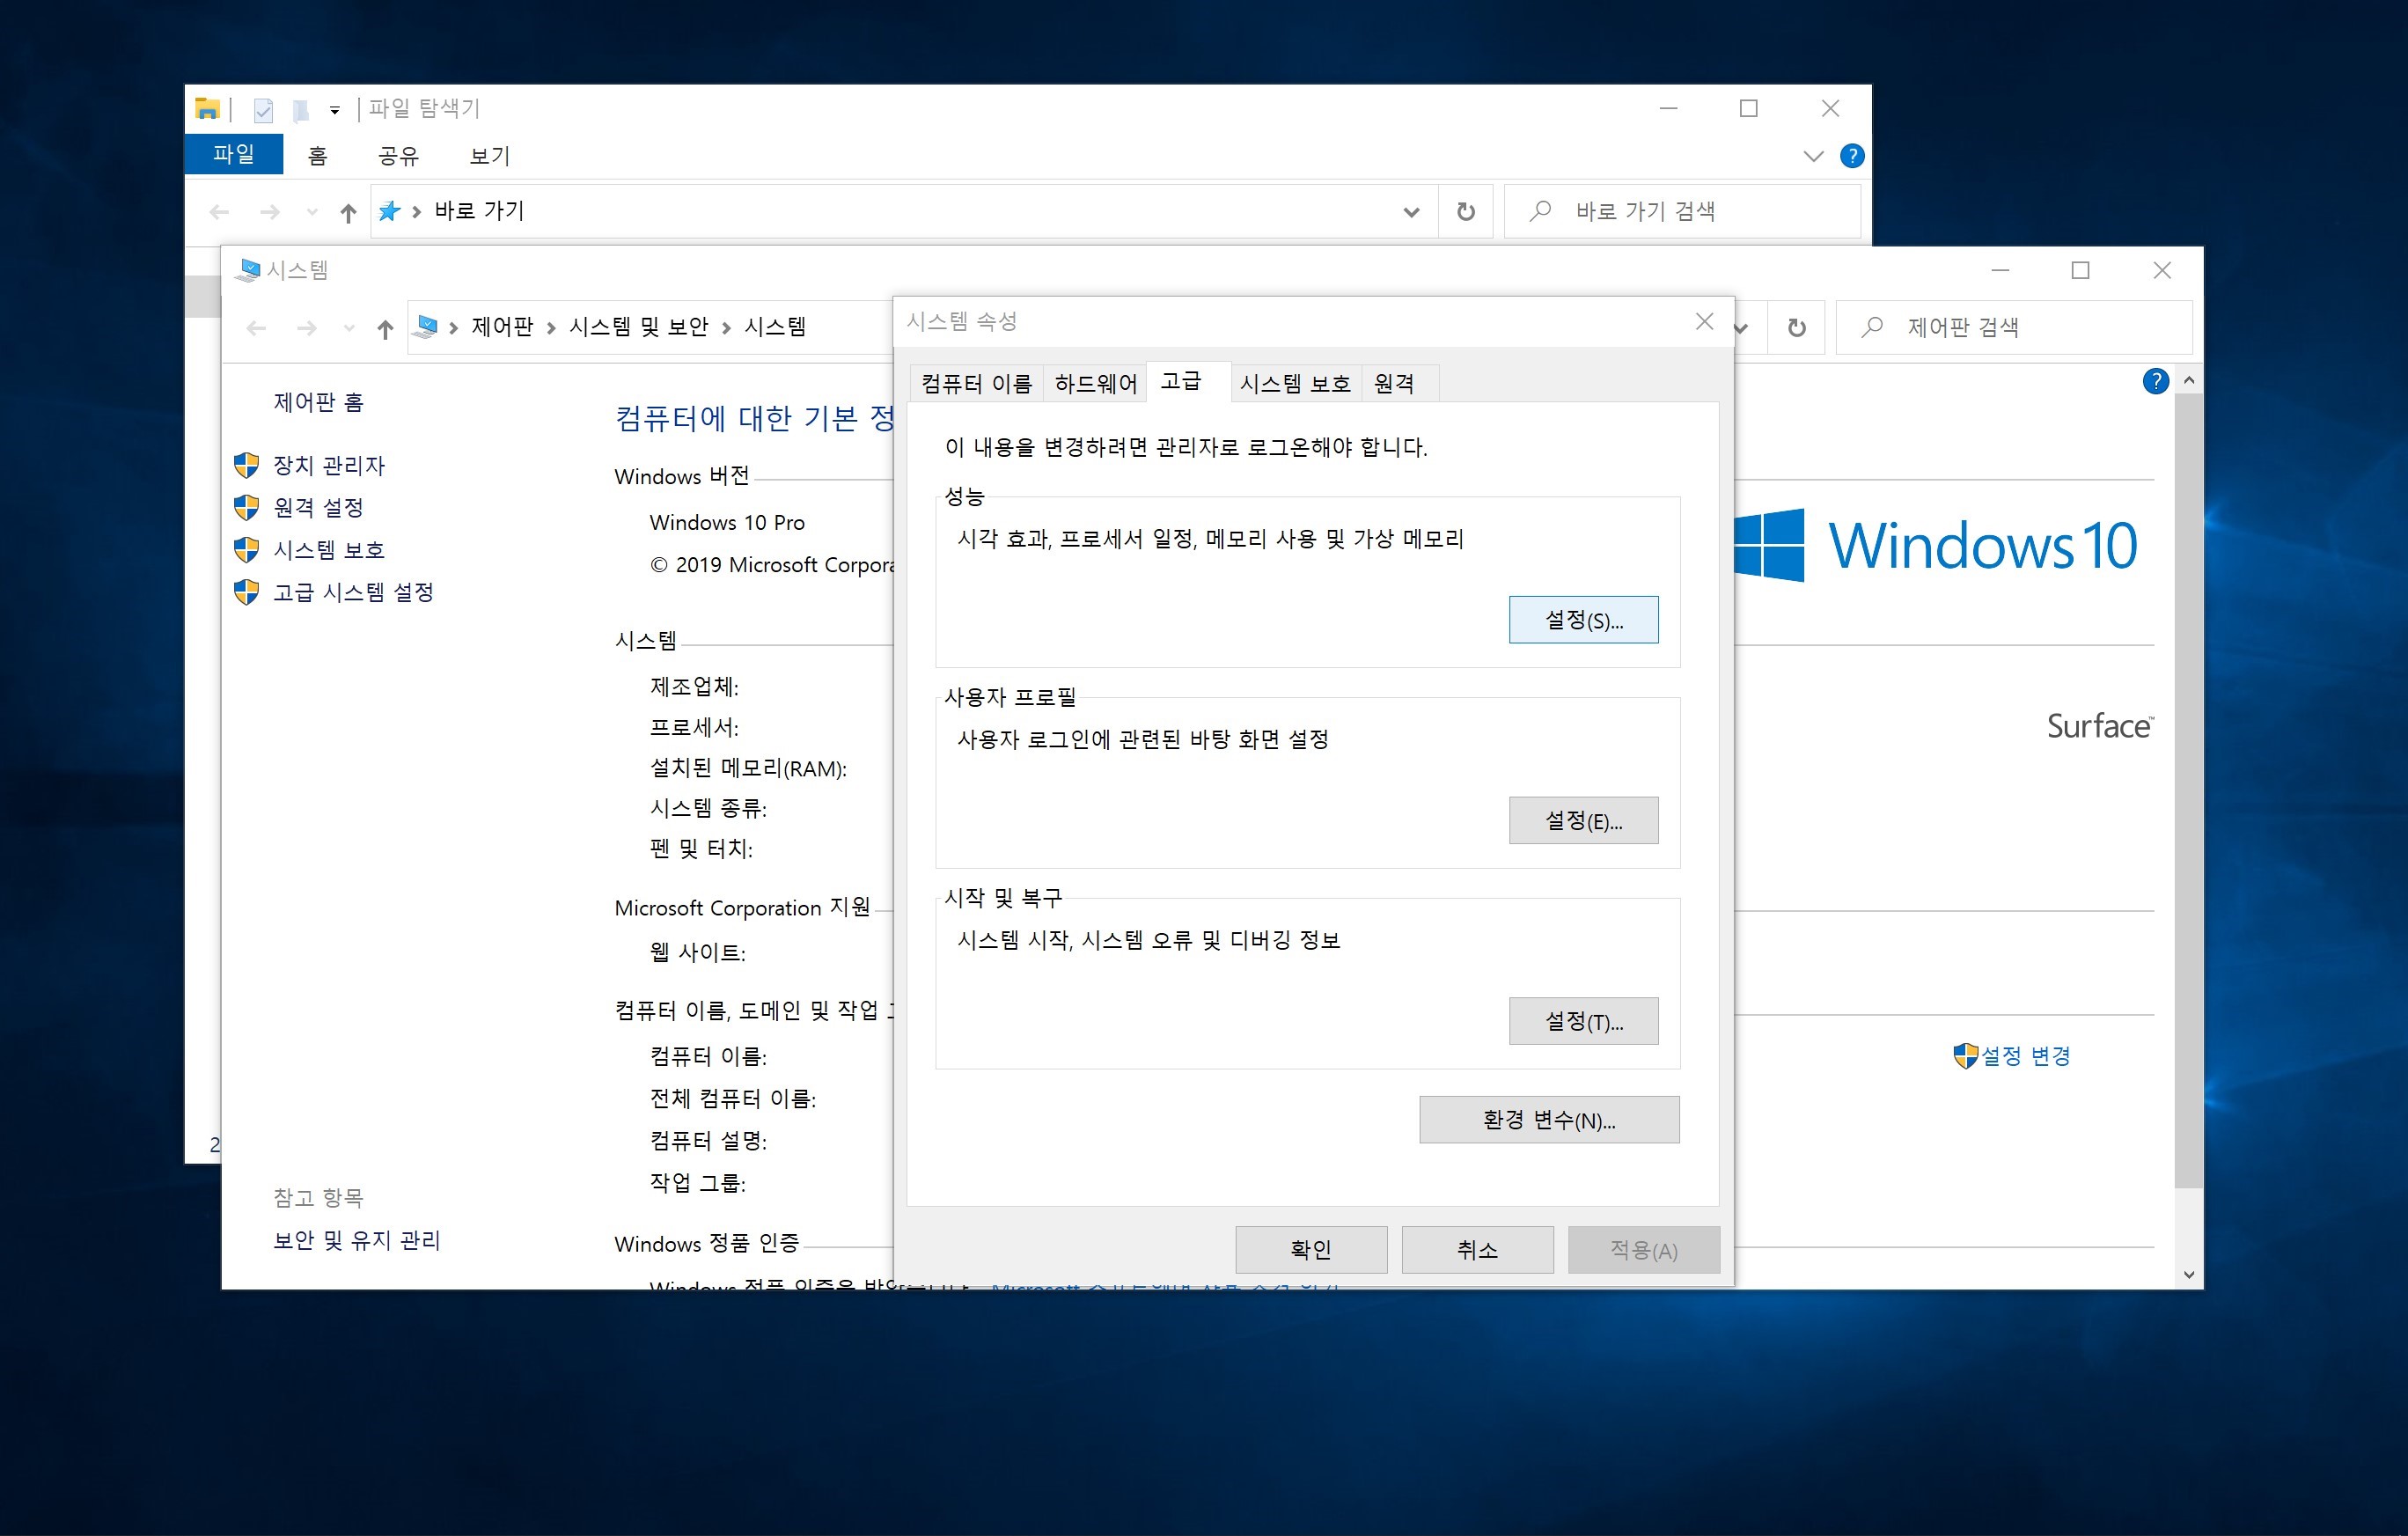 파일 탐색기
파일 홈 공유 보기
바로 가기
바로 가기 검색
시스템
제어판 시스템 및 보안 시스템
제어판 검색
제어판 홈
장치 관리자
원격 설정
시스템 보호
고급 시스템 설정
참고 항목
보안 및 유지 관리
2
컴퓨터에 대한 기본 정
Windows 버전
Windows 10 Pro
© 2019 Microsoft Corpora
시스템
제조업체:
프로세서:
설치된 메모리(RAM):
시스템 종류:
펜 및 터치:
Microsoft Corporation 지원
웹 사이트:
컴퓨터 이름, 도메인 및 작업
컴퓨터 이름:
전체 컴퓨터 이름:
컴퓨터 설명:
작업 그룹:
Windows 정품 인증
Windows 10
Surface™
설정 변경
시스템 속성
컴퓨터 이름 하드웨어 고급 시스템 보호 원격
이 내용을 변경하려면 관리자로 로그온해야 합니다.
성능
시각 효과, 프로세서 일정, 메모리 사용 및 가상 메모리
설정(S)...
사용자 프로필
사용자 로그인에 관련된 바탕 화면 설정
설정(E)...
시작 및 복구
시스템 시작, 시스템 오류 및 디버깅 정보
설정(T)...
환경 변수(N)...
확인 취소 적용(A)